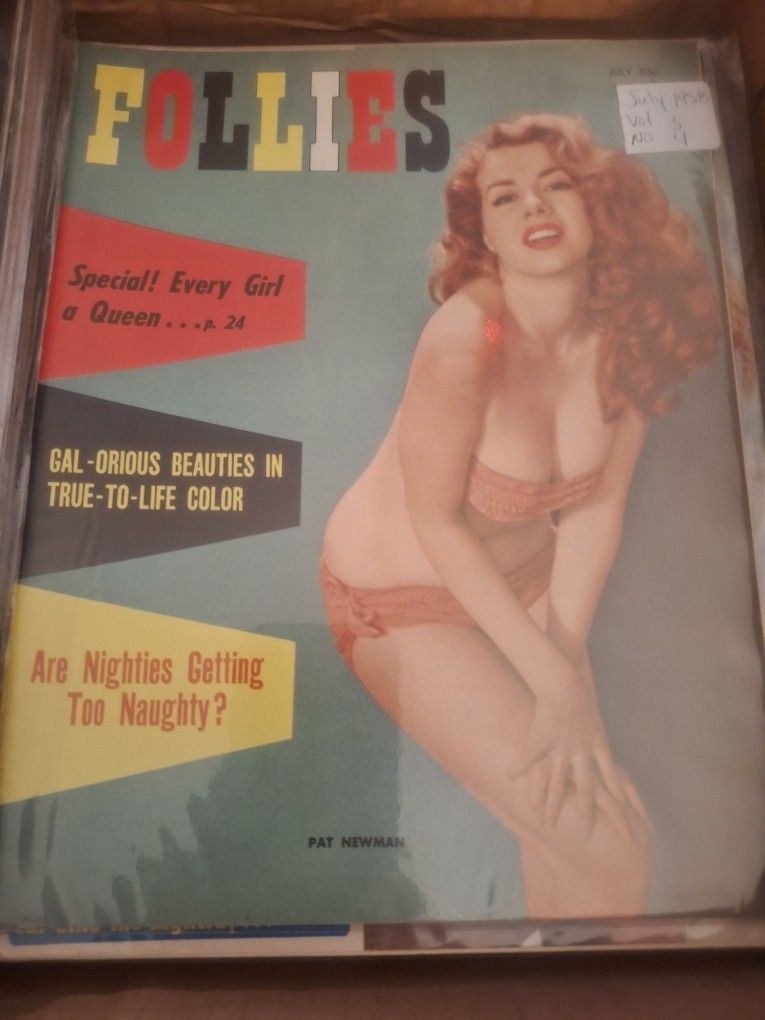 FOLLIES
JULY 35¢
July 1958
Vol 3
No 4
Special! Every Girl
a Queen . . . p. 24
GAL-ORIOUS BEAUTIES IN
TRUE-TO-LIFE COLOR
Are Nighties Getting
Too Naughty?
PAT NEWMAN